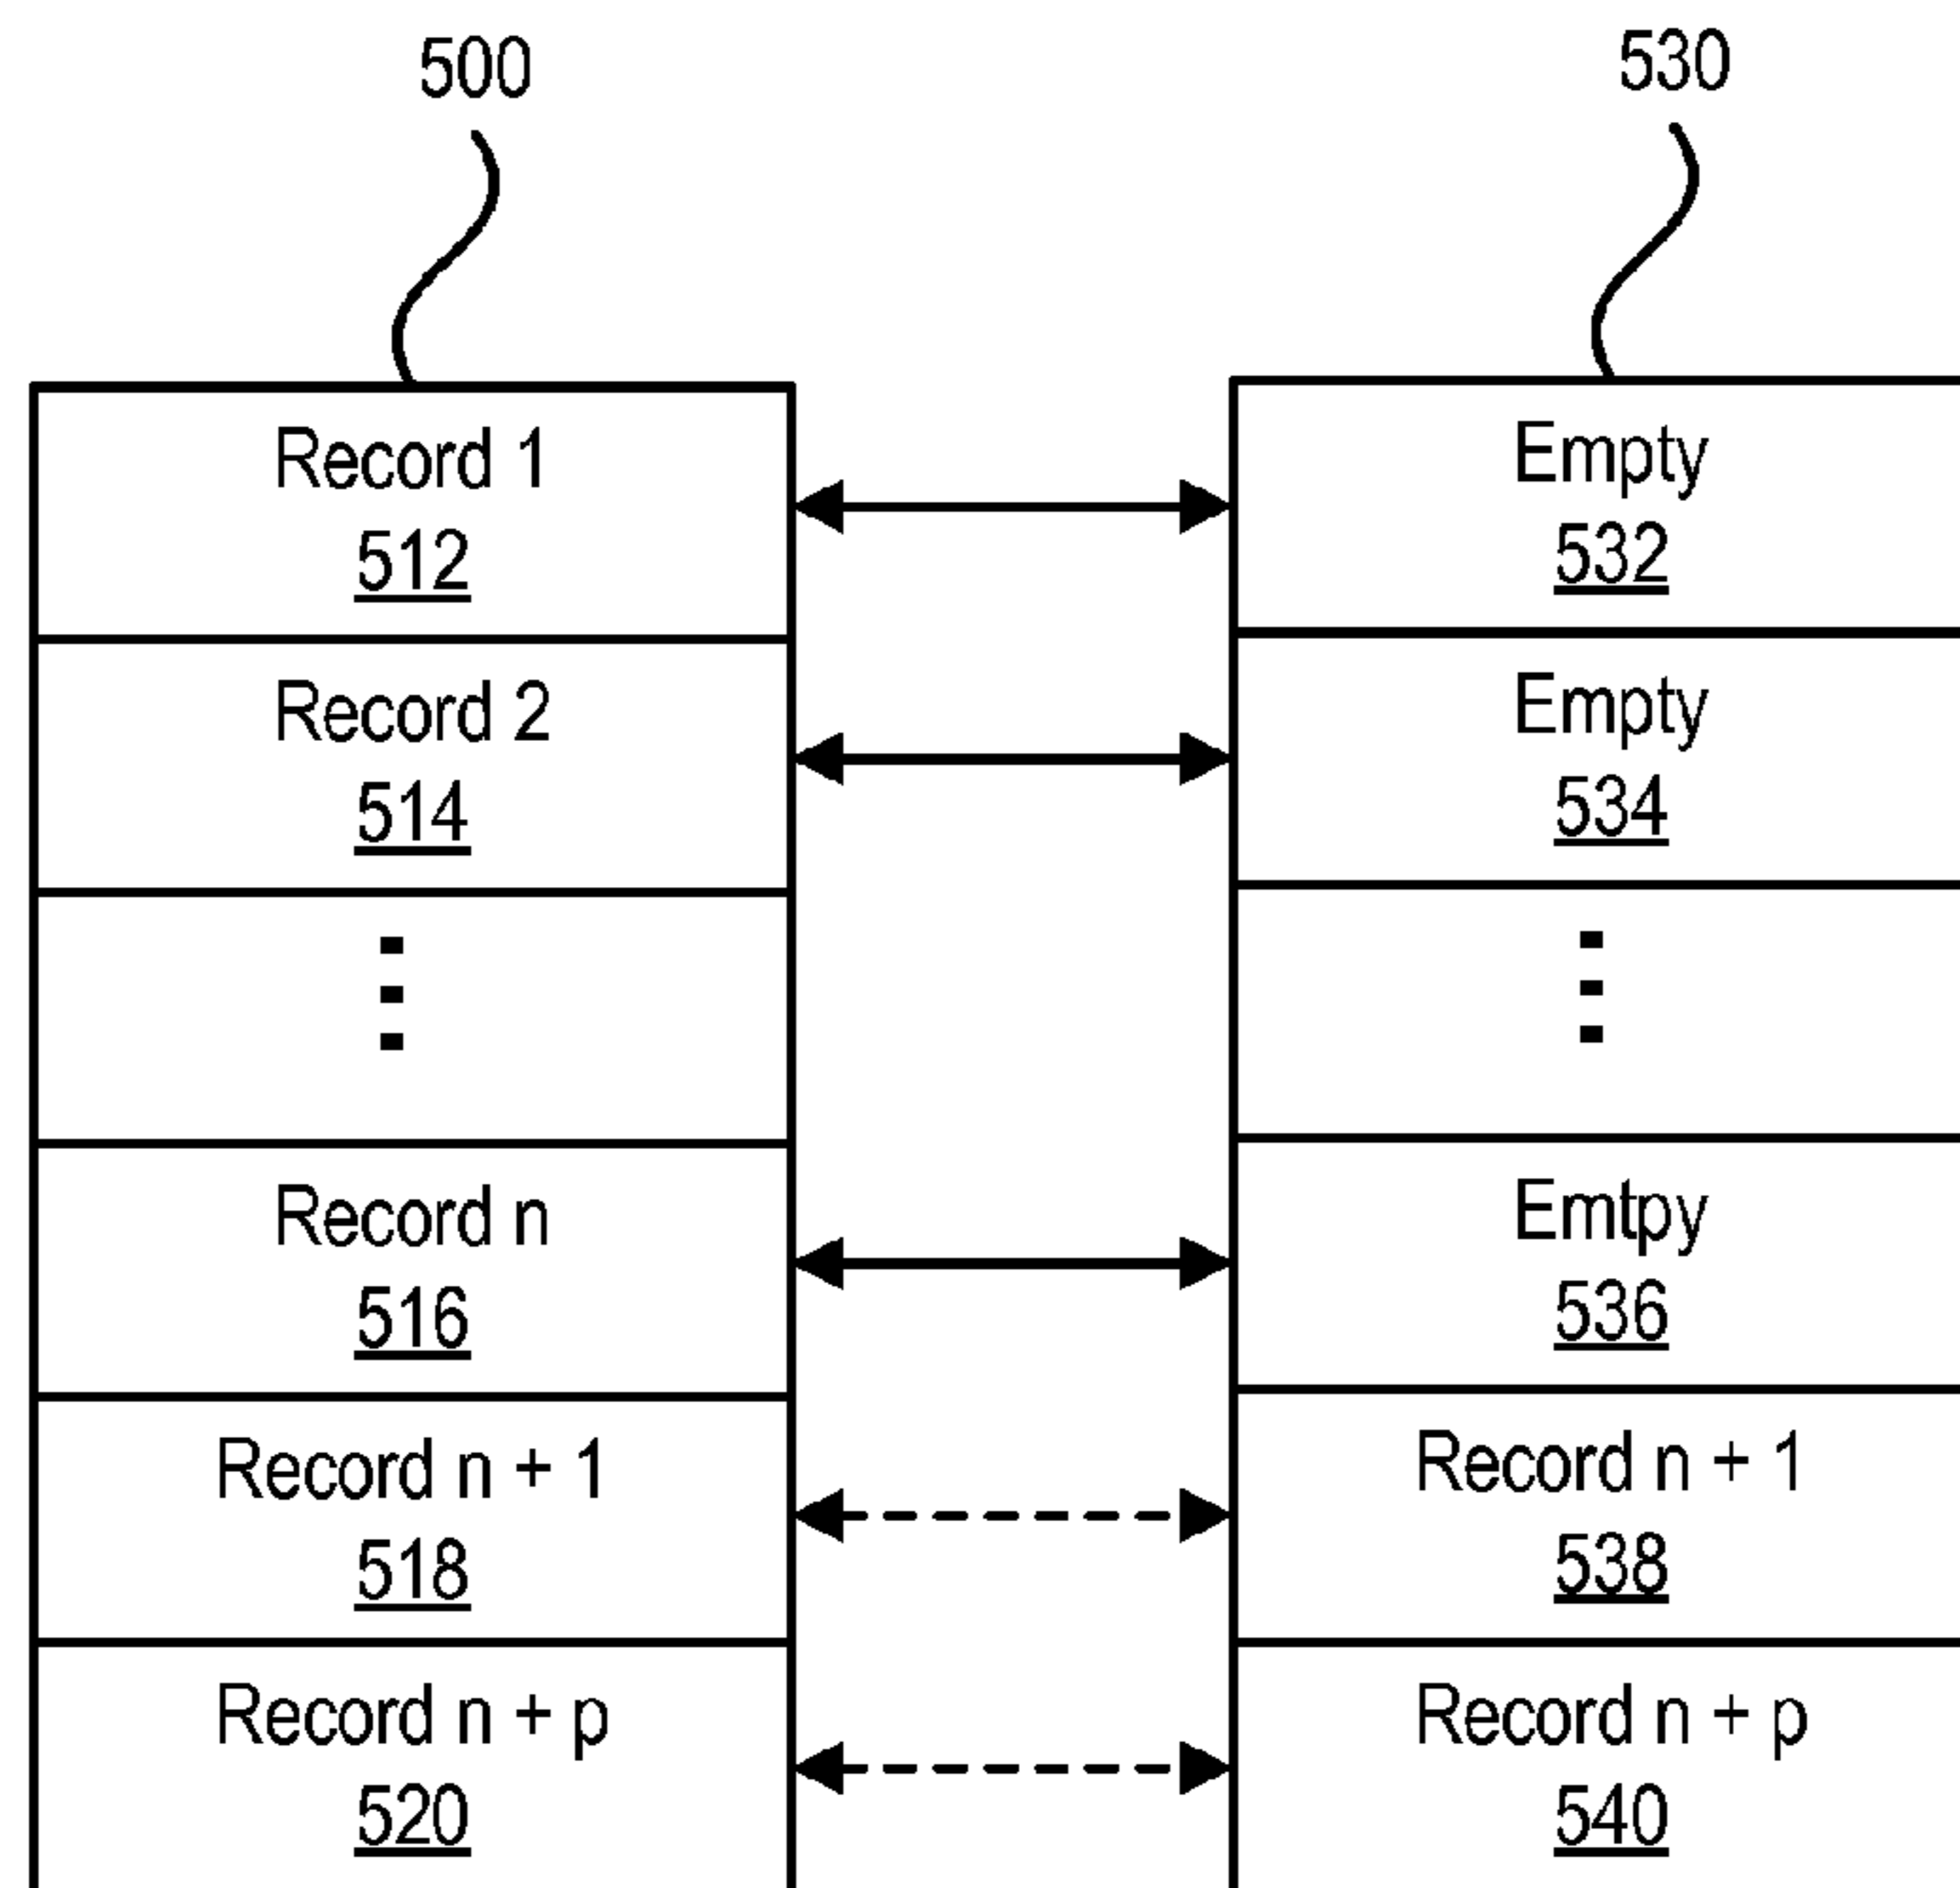 500
530
Record 1
512
Empty
532
Record 2
514
Empty
534
Record n
516
Emtpy
536
Record n + 1
518
Record n + 1
538
Record n + p
520
Record n + p
540